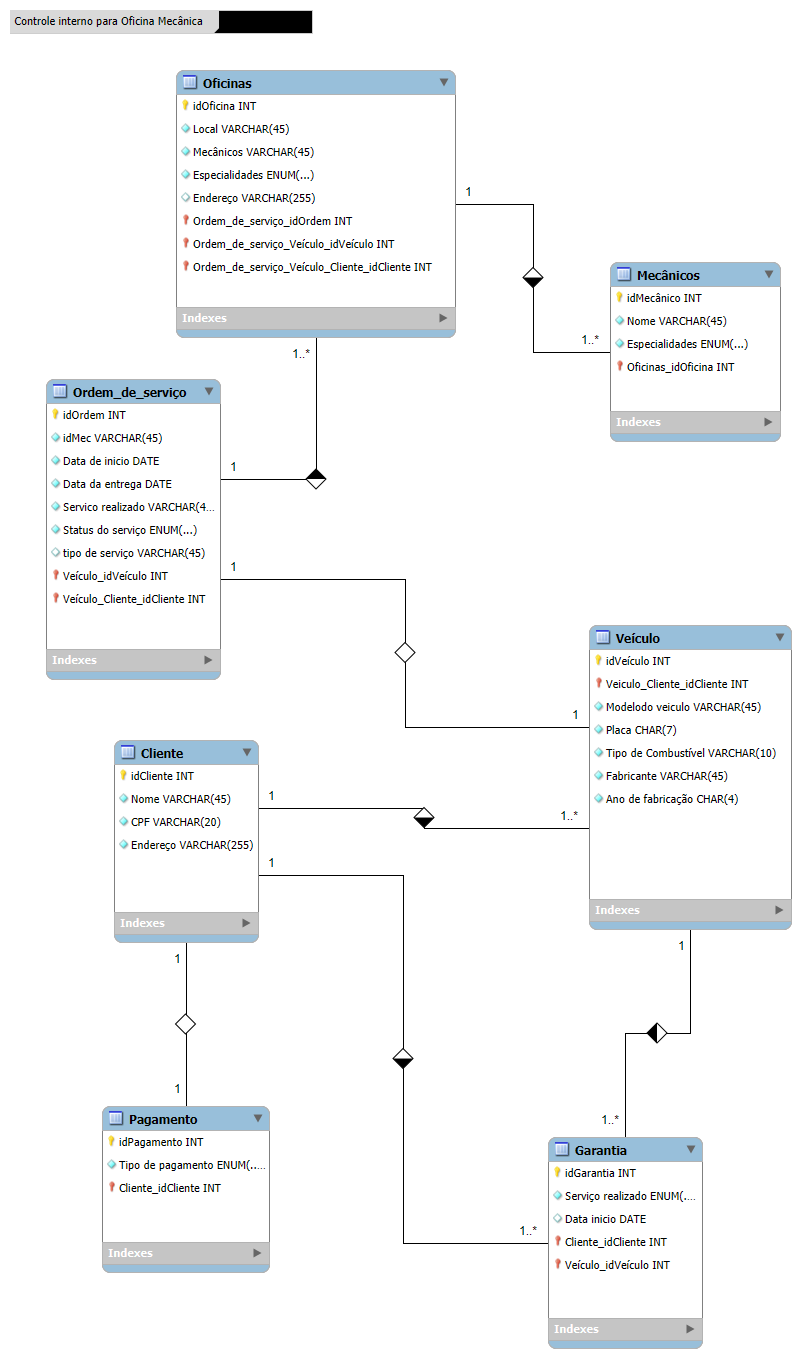 Controle interno para Oficina Mecânica
Oficinas
idOficina INT
Local VARCHAR(45)
Mecânicos VARCHAR(45)
Especialidades ENUM(...)
Endereço VARCHAR(255)
Ordem_de_serviço_idOrdem INT
Ordem_de_serviço_Veículo_idVeículo INT
Ordem_de_serviço_Veículo_Cliente_idCliente INT
Indexes
1
1..*
Mecânicos
idMecânico INT
Nome VARCHAR(45)
Especialidades ENUM(...)
Oficinas_idOficina INT
Indexes
1..*
1
Ordem_de_serviço
idOrdem INT
idMec VARCHAR(45)
Data de inicio DATE
Data da entrega DATE
Servico realizado VARCHAR(4...
Status do serviço ENUM(...)
tipo de serviço VARCHAR(45)
Veículo_idVeículo INT
Veículo_Cliente_idCliente INT
Indexes
1
1
Veículo
idVeículo INT
Veiculo_Cliente_idCliente INT
Modelodo veiculo VARCHAR(45)
Placa CHAR(7)
Tipo de Combustível VARCHAR(10)
Fabricante VARCHAR(45)
Ano de fabricação CHAR(4)
Indexes
Cliente
idCliente INT
Nome VARCHAR(45)
CPF VARCHAR(20)
Endereço VARCHAR(255)
Indexes
1
1..*
1
1
1
1
1..*
1..*
Pagamento
idPagamento INT
Tipo de pagamento ENUM(...
Cliente_idCliente INT
Indexes
Garantia
idGarantia INT
Serviço realizado ENUM(...
Data inicio DATE
Cliente_idCliente INT
Veículo_idVeículo INT
Indexes